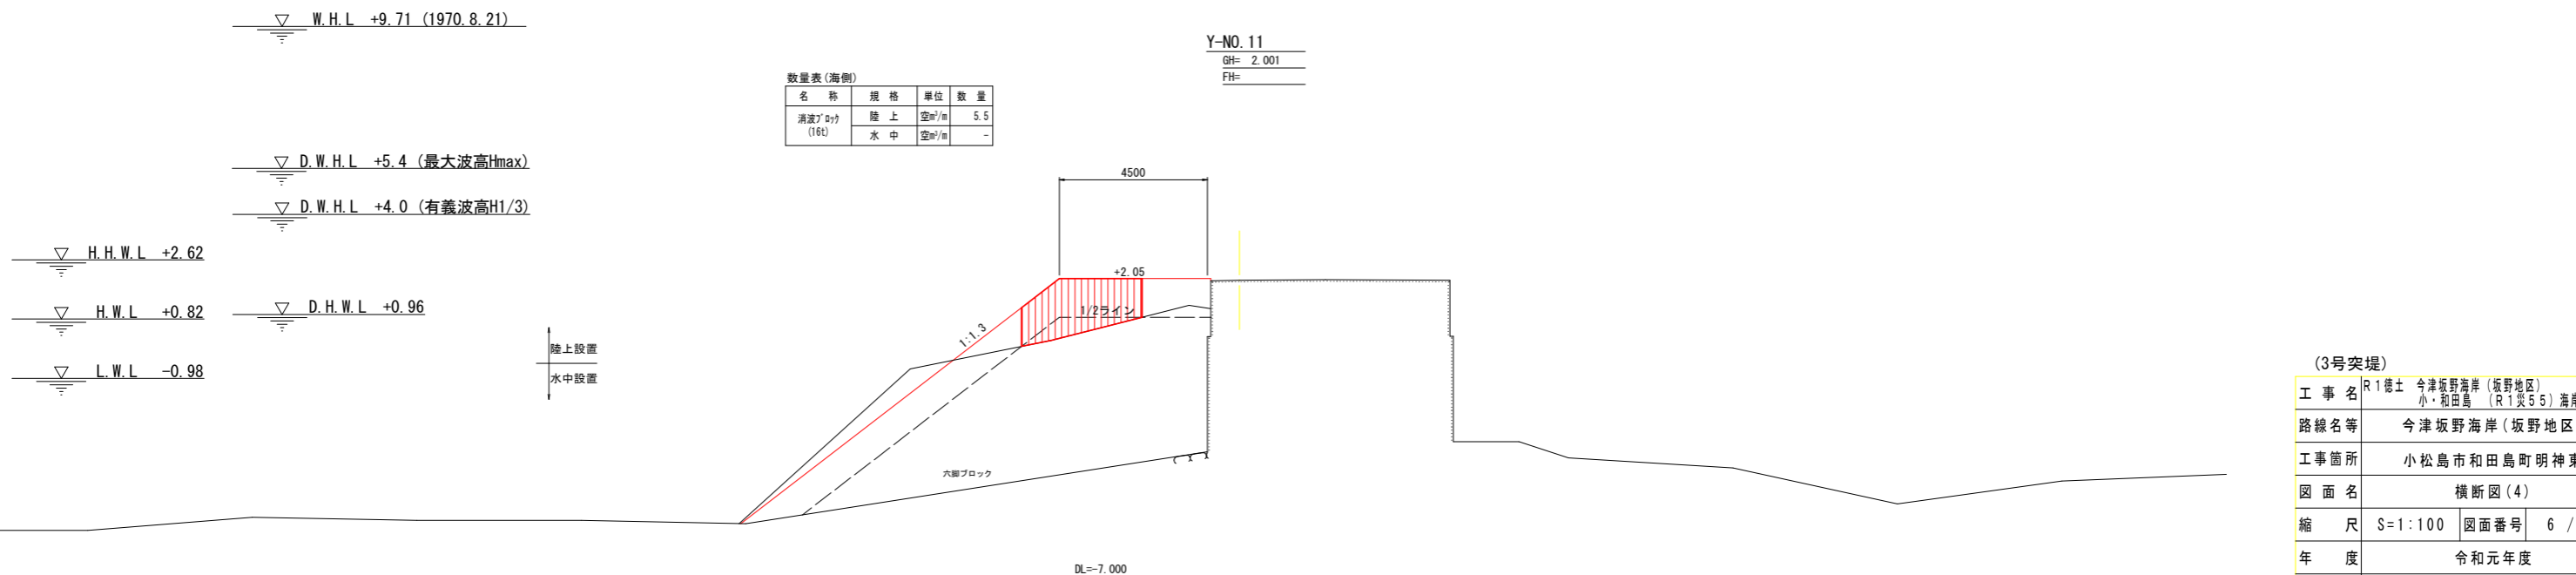 W.H.L +9.71 (1970.8.21)
D.W.H.L +5.4 (最大波高Hmax)
D.W.H.L +4.0 (有義波高H1/3)
H.H.W.L +2.62
H.W.L +0.82
D.H.W.L +0.96
L.W.L -0.98
陸上設置
水中設置
数量表(海側)
名 称 規 格 単位 数 量
消波ブロック (16t) 陸 上 空m³/m 5.5
水 中 空m³/m -
Y-NO.11
GH= 2.001
FH=
4500
+2.05
1/2ライン
1:1.3
六脚ブロック
DL=-7.000
(3号突堤)
工 事 名 R1徳土 今津坂野海岸(坂野地区)
小・和田島 (R1災55)海岸
路線名等 今津坂野海岸(坂野地区
工事箇所 小松島市和田島町明神東
図 面 名 横断図(4)
縮 尺 S=1:100 図面番号 6 /
年 度 令和元年度